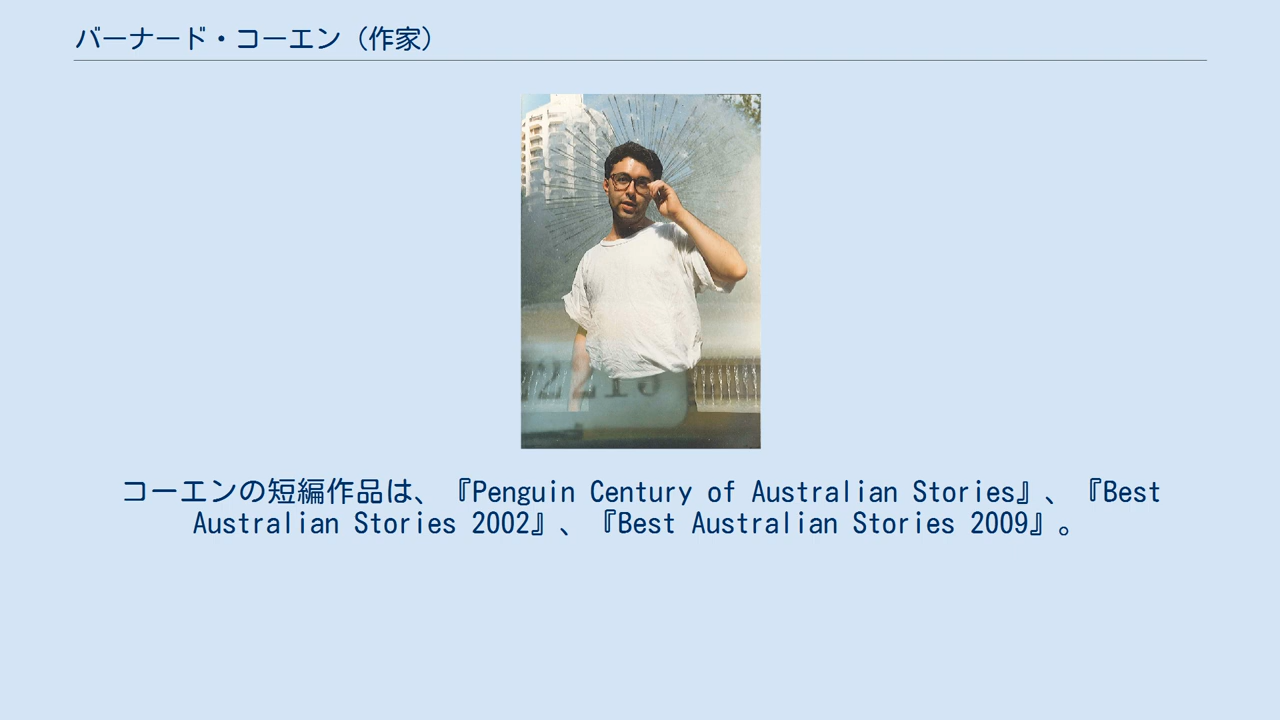 バーナード・コーエン（作家）
コーエンの短編作品は、『Penguin Century of Australian Stories』、『Best
Australian Stories 2002』、『Best Australian Stories 2009』。